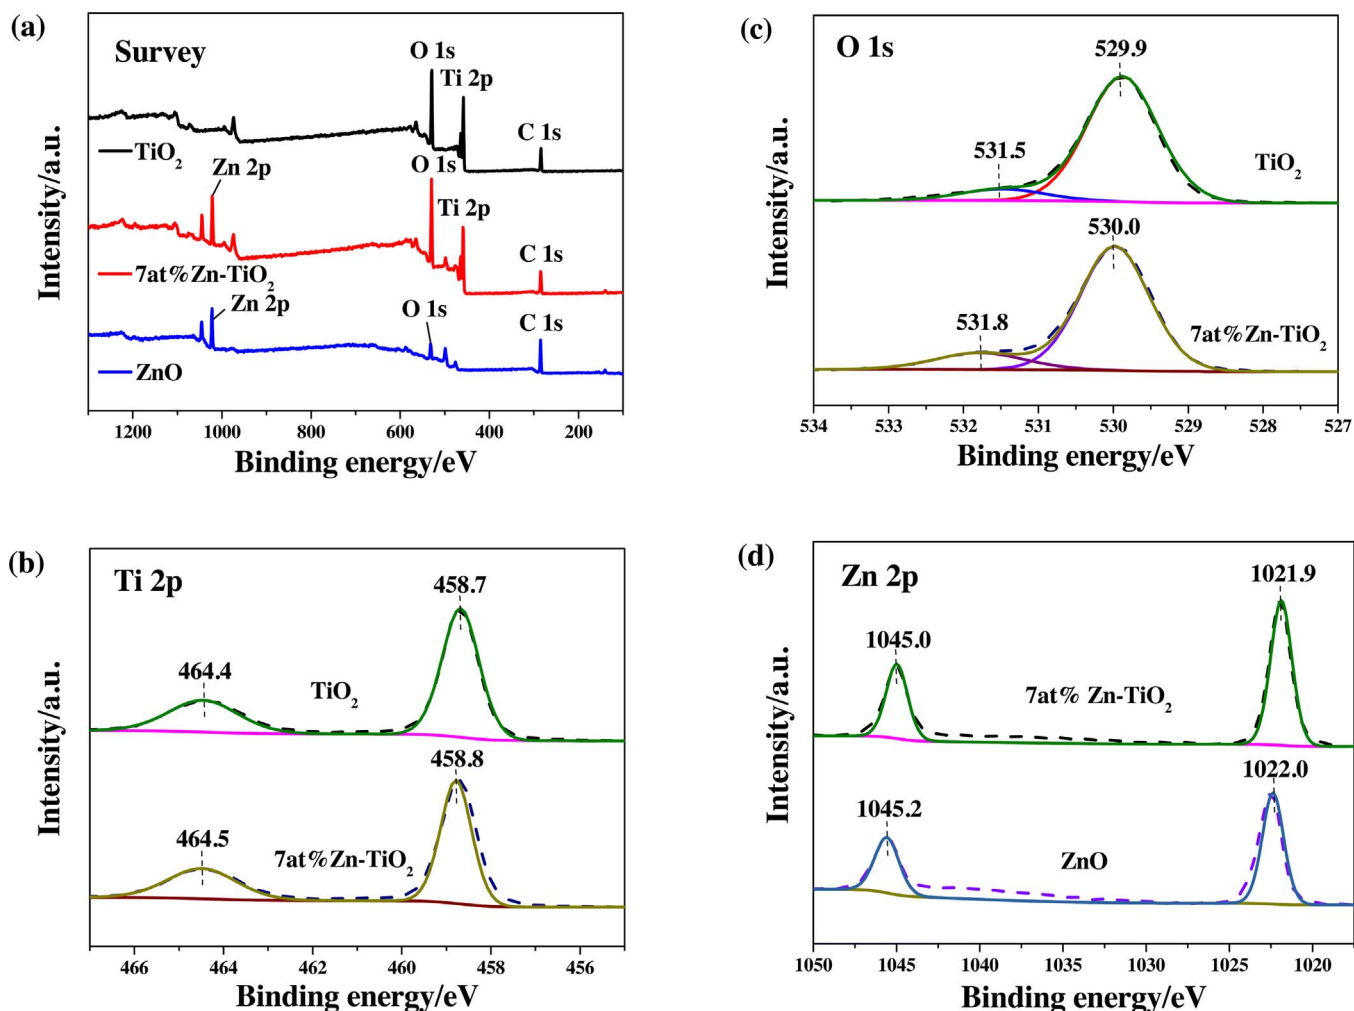 (a)
Survey
O 1s
Ti 2p
C 1s
TiO2
Zn 2p
O 1s
Ti 2p
C 1s
7at%Zn-TiO2
Zn 2p
O 1s
C 1s
ZnO
Intensity/a.u.
1200 1000 800 600 400 200
Binding energy/eV
(c)
O 1s
529.9
531.5
TiO2
530.0
531.8
7at%Zn-TiO2
Intensity/a.u.
534 533 532 531 530 529 528 527
Binding energy/eV
(b)
Ti 2p
458.7
464.4
TiO2
458.8
464.5
7at%Zn-TiO2
Intensity/a.u.
466 464 462 460 458 456
Binding energy/eV
(d)
Zn 2p
1021.9
1045.0
7at% Zn-TiO2
1022.0
1045.2
ZnO
Intensity/a.u.
1050 1045 1040 1035 1030 1025 1020
Binding energy/eV